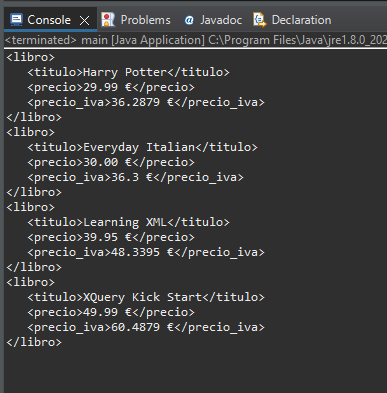 Console Problems Javadoc Declaration
<terminated> main [Java Application] C:\Program Files\Java\jre1.8.0_202
<libro>
   <titulo>Harry Potter</titulo>
   <precio>29.99 €</precio>
   <precio_iva>36.2879 €</precio_iva>
</libro>
<libro>
   <titulo>Everyday Italian</titulo>
   <precio>30.00 €</precio>
   <precio_iva>36.3 €</precio_iva>
</libro>
<libro>
   <titulo>Learning XML</titulo>
   <precio>39.95 €</precio>
   <precio_iva>48.3395 €</precio_iva>
</libro>
<libro>
   <titulo>XQuery Kick Start</titulo>
   <precio>49.99 €</precio>
   <precio_iva>60.4879 €</precio_iva>
</libro>